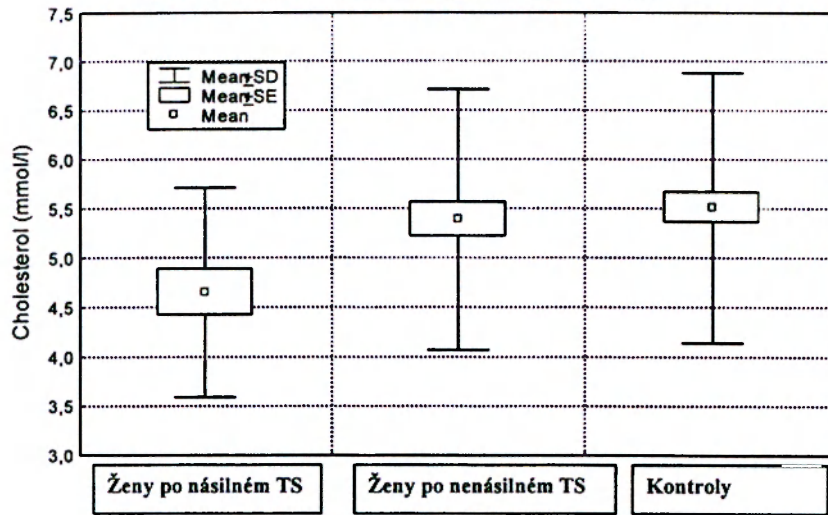 7,5
7,0
6,5
6,0
5,5
5,0
4,5
4,0
3,5
3,0
Cholesterol (mmol/l)
Mean±SD
Mean±SE
Mean
Ženy po násilném TS
Ženy po nenásilném TS
Kontroly